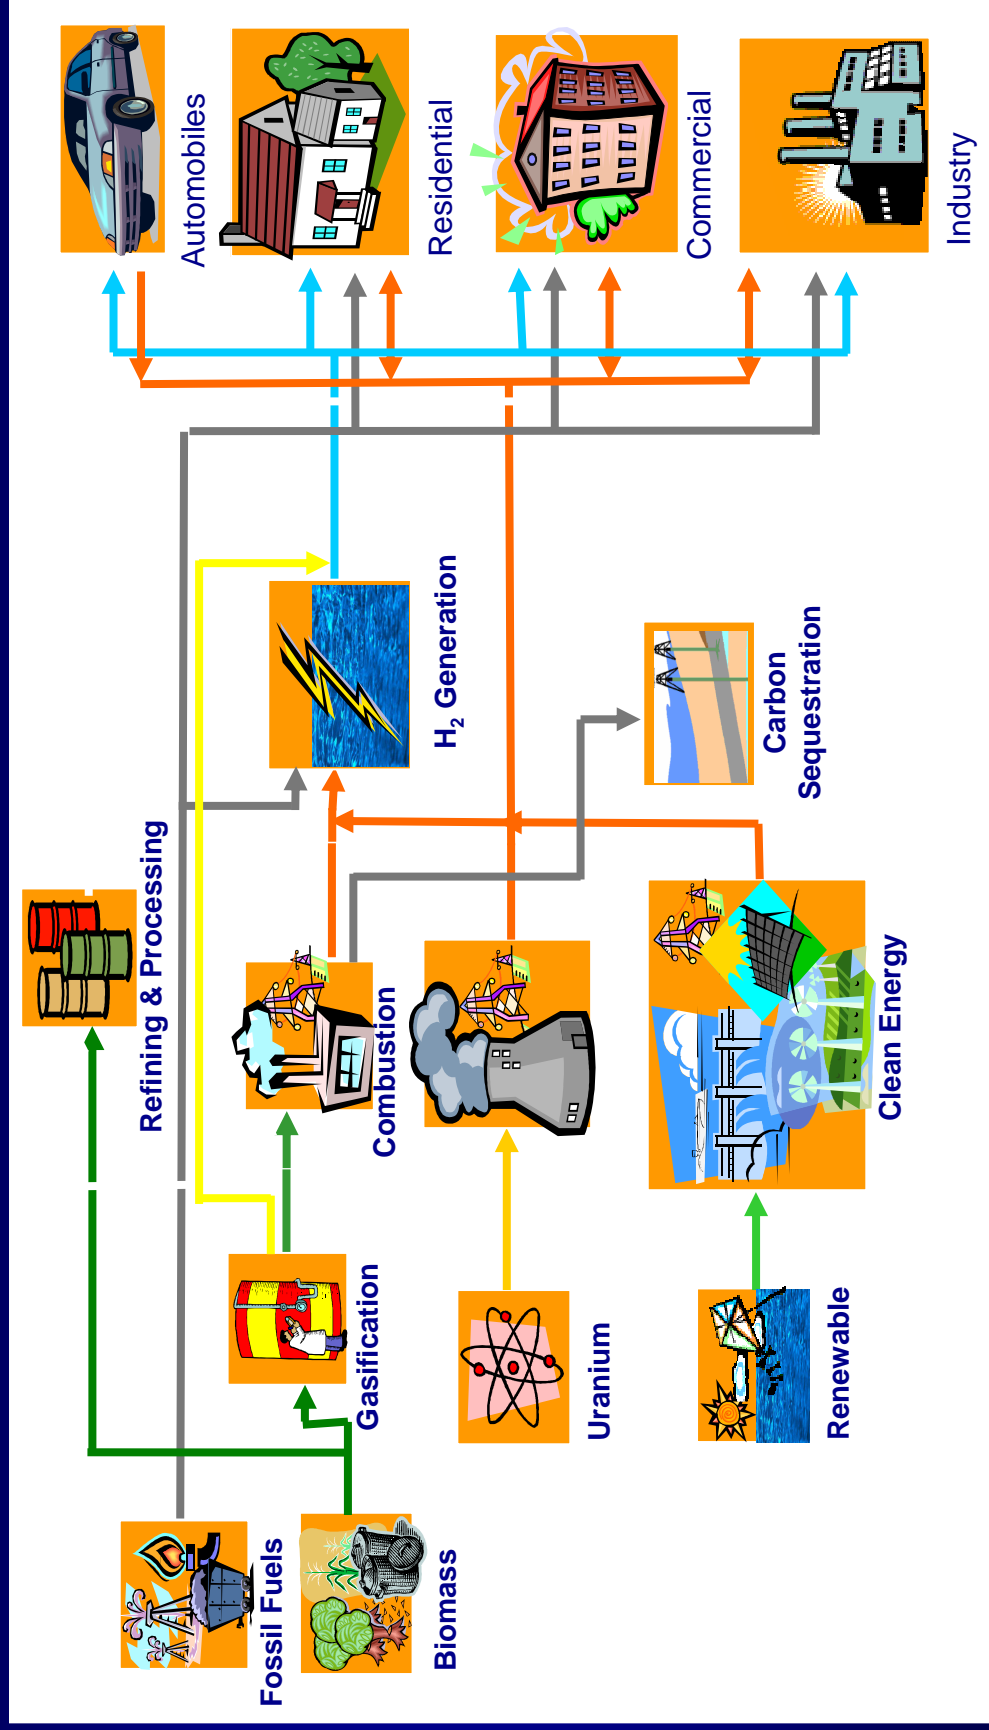 Fossil Fuels
Biomass
Uranium
Renewable
Gasification
Refining & Processing
Combustion
Clean Energy
H₂ Generation
Carbon
Sequestration
Automobiles
Residential
Commercial
Industry